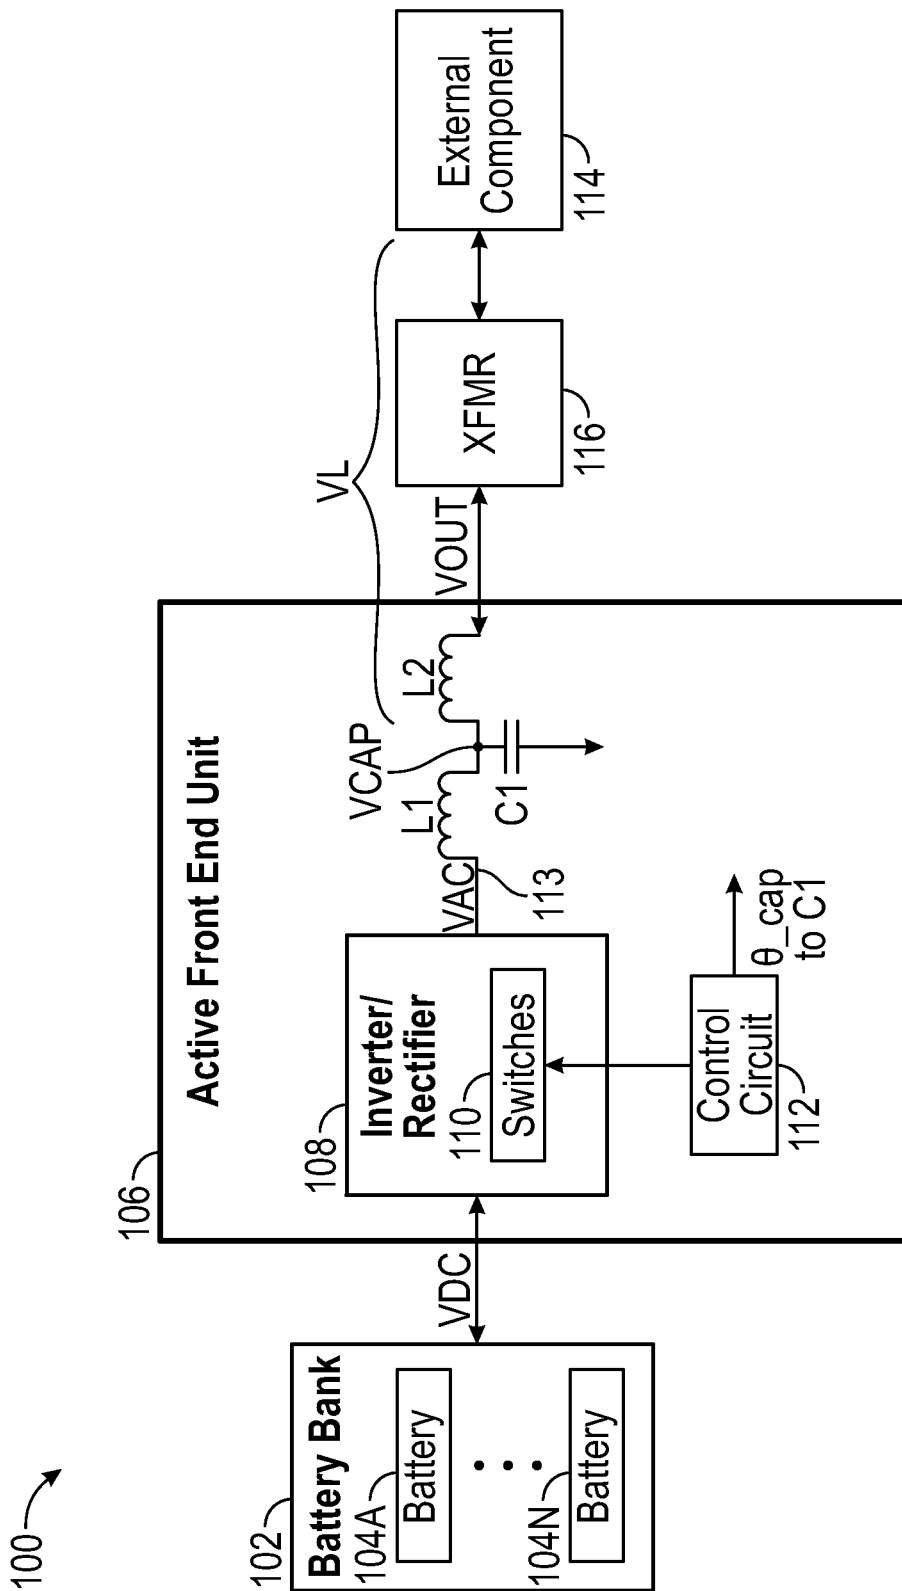 100
102
Battery Bank
104A
Battery
104N
Battery
VDC
106
Active Front End Unit
108
Inverter/
Rectifier
110
Switches
VAC
113
L1
VCAP
C1
L2
Control
Circuit
112
θ_cap
to C1
VOUT
VL
XFMR
116
External
Component
114